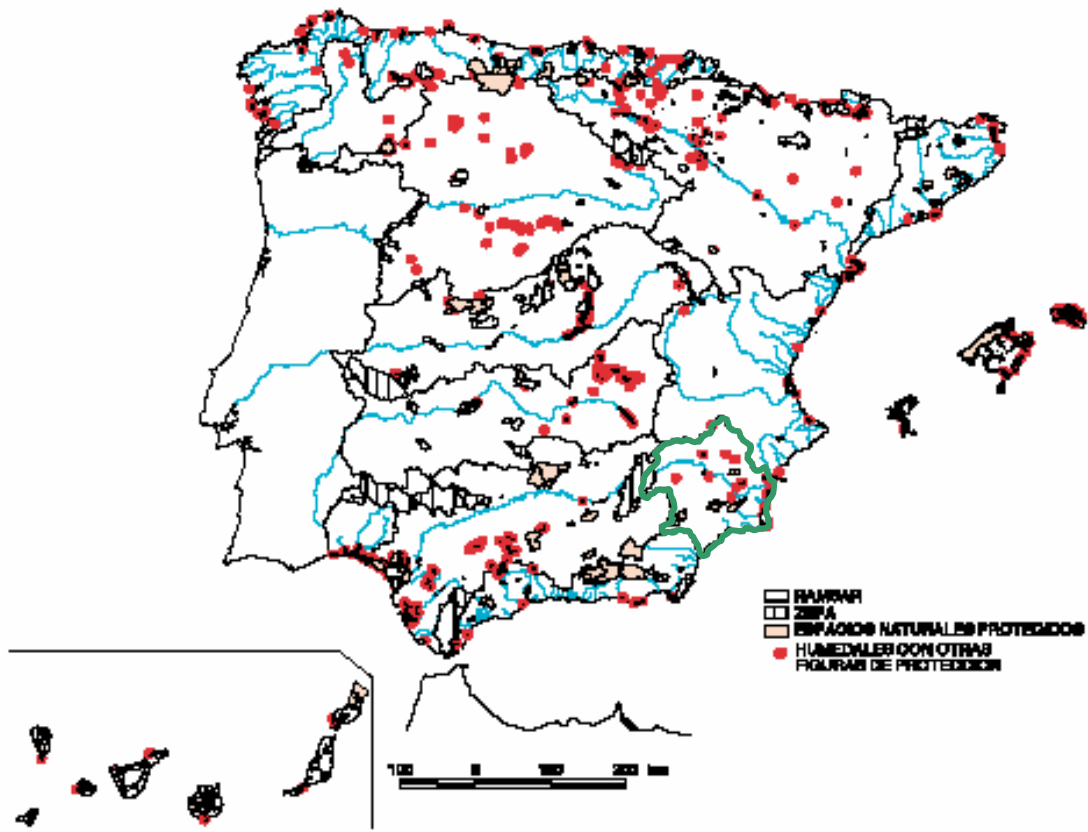 RAMSAR
ZEPA
ESPACIOS NATURALES PROTEGIDOS
HUMEDALES CON OTRAS
FIGURAS DE PROTECCION
100 0 100 200 km